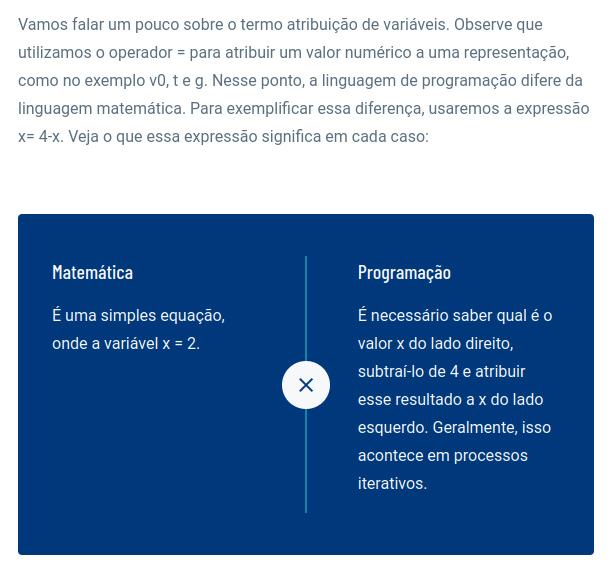 Vamos falar um pouco sobre o termo atribuição de variáveis. Observe que
utilizamos o operador = para atribuir um valor numérico a uma representação,
como no exemplo v0, t e g. Nesse ponto, a linguagem de programação difere da
linguagem matemática. Para exemplificar essa diferença, usaremos a expressão
x= 4-x. Veja o que essa expressão significa em cada caso:
Matemática
É uma simples equação,
onde a variável x = 2.
Programação
É necessário saber qual é o
valor x do lado direito,
subtraí-lo de 4 e atribuir
esse resultado a x do lado
esquerdo. Geralmente, isso
acontece em processos
iterativos.